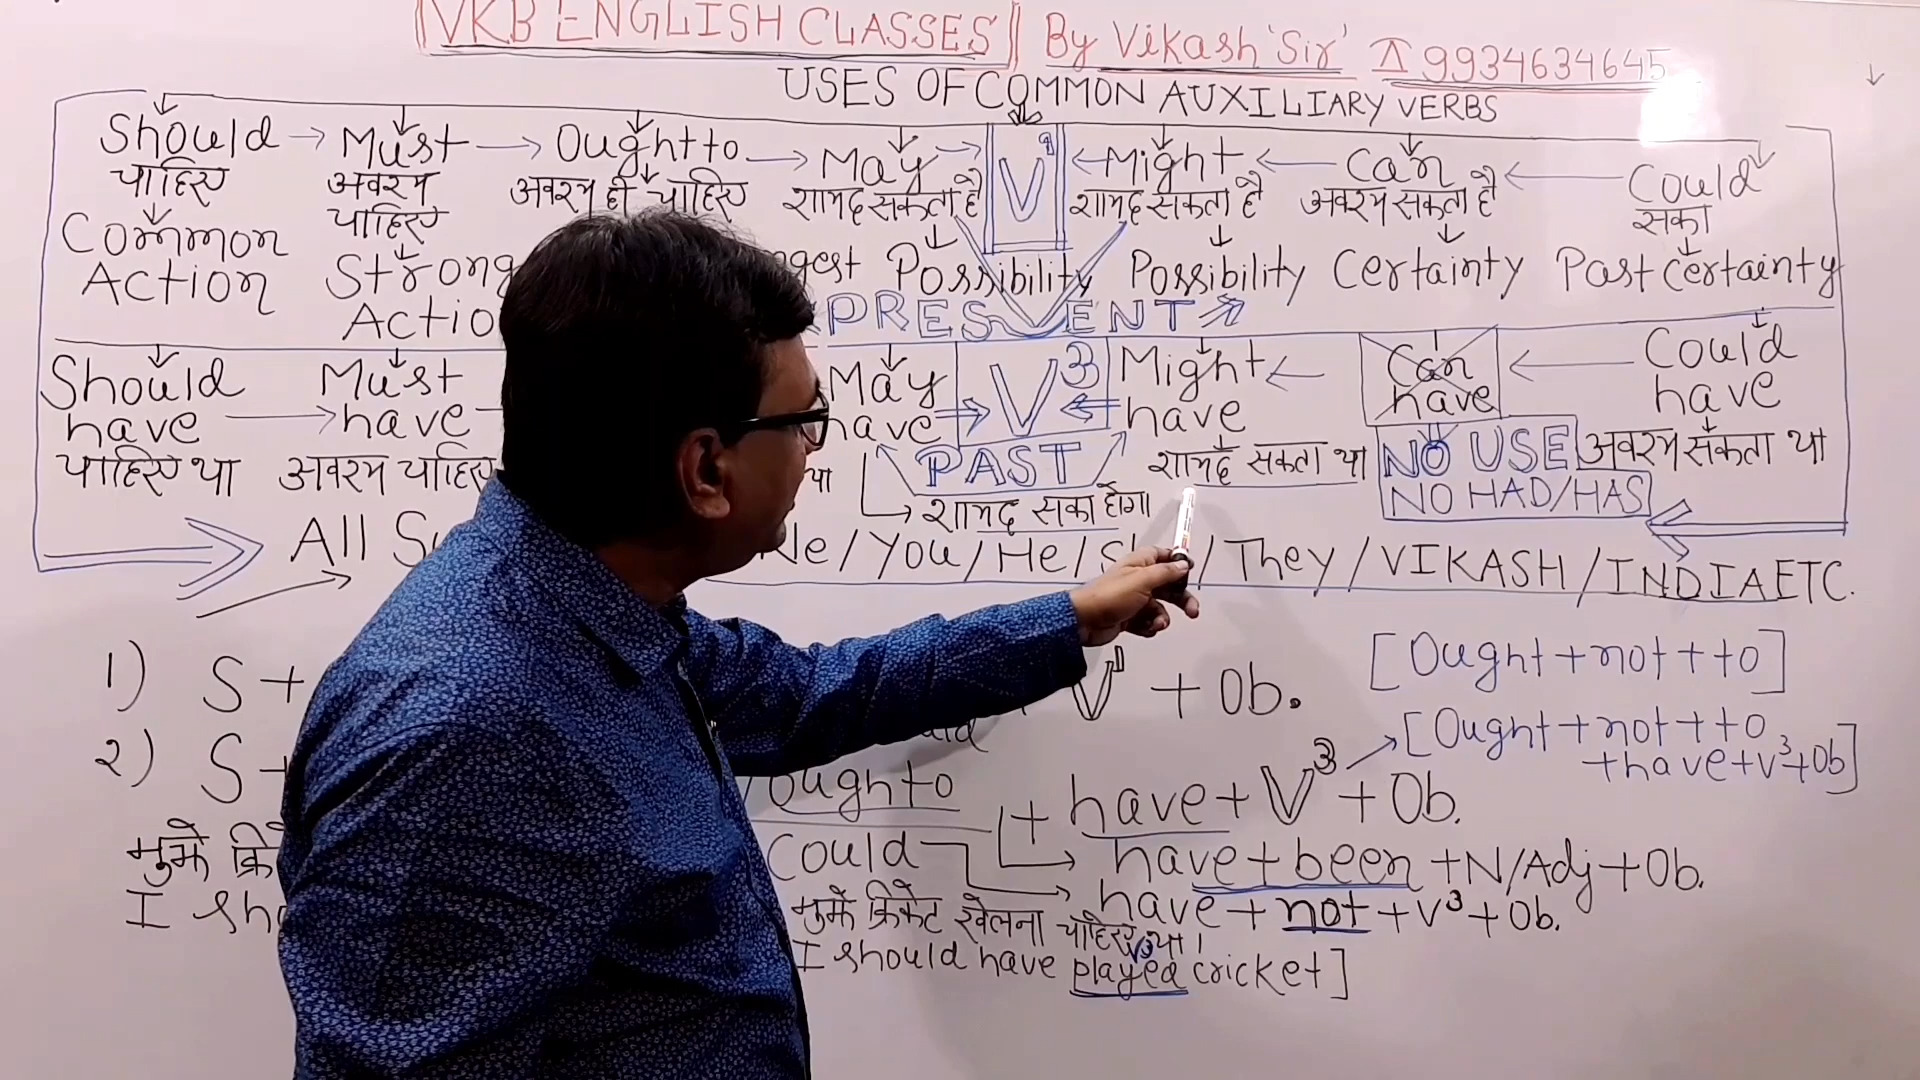 VKB ENGLISH CLASSES By Vikash 'Sir' 9934634645
USES OF COMMON AUXILIARY VERBS
Should → Must → Ought to → May → V¹ ← Might ← Can ← Could
चाहिए अवश्य चाहिए अवश्य ही चाहिए शायद सकता है शायद सकता है अवश्य सकता है सका
Common Action Strong Possibility Possibility Certainty Past certainty
PRESENT
Should have → Must have May have → V³ ← Might have ← Can have ← Could have
चाहिए था अवश्य चाहिए था PAST शायद सकता था NO USE अवश्य सकता था
शायद सका होगा NO HAD/HAS
All / You / He / / They / VIKASH / INDIA ETC.
1) S + V¹ + Ob. [Ought + not + to]
2) S + Ought to + have + V³ + Ob. → [Ought + not + to + have + V³ + Ob]
Could have + been + N/Adj + Ob.
have + not + V³ + Ob.
मुझे मुझे क्रिकेट खेलना चाहिए था।
I I should have played cricket]
V3